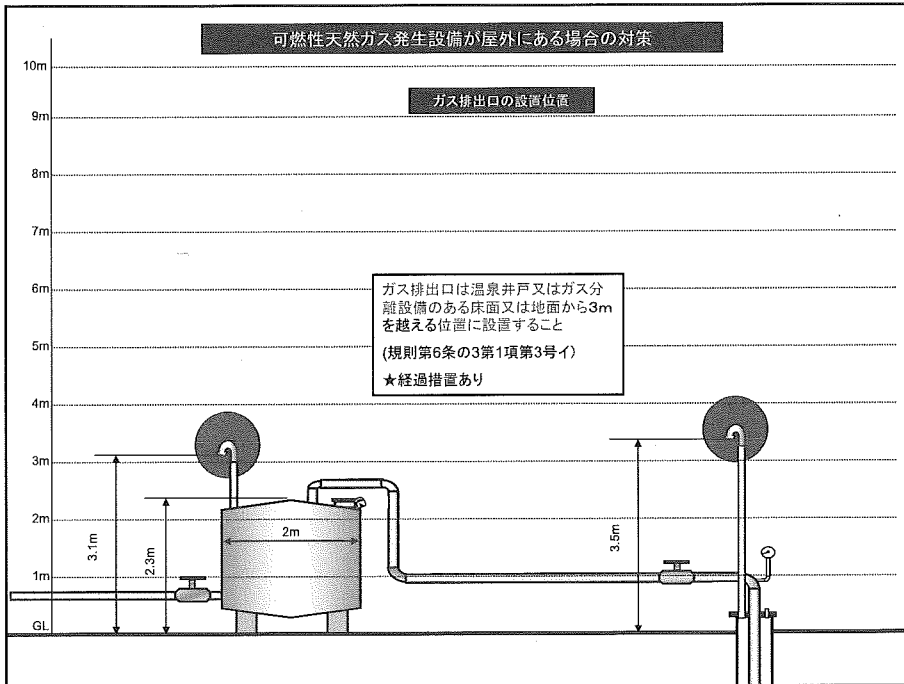 可燃性天然ガス発生設備が屋外にある場合の対策
ガス排出口の設置位置
10m
9m
8m
7m
6m
5m
4m
3m
2m
1m
GL
ガス排出口は温泉井戸又はガス分
離設備のある床面又は地面から3m
を越える位置に設置すること
(規則第6条の3第1項第3号イ)
★経過措置あり
3.1m
2.3m
2m
3.5m